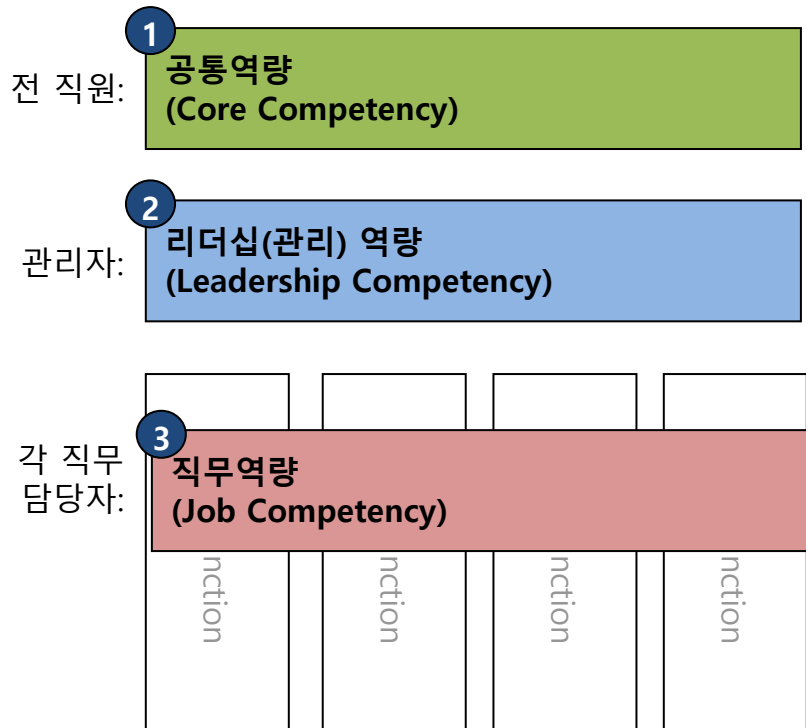 1
전 직원:
공통역량
(Core Competency)
2
관리자:
리더십(관리) 역량
(Leadership Competency)
3
각 직무
담당자:
직무역량
(Job Competency)
nction
nction
nction
nction